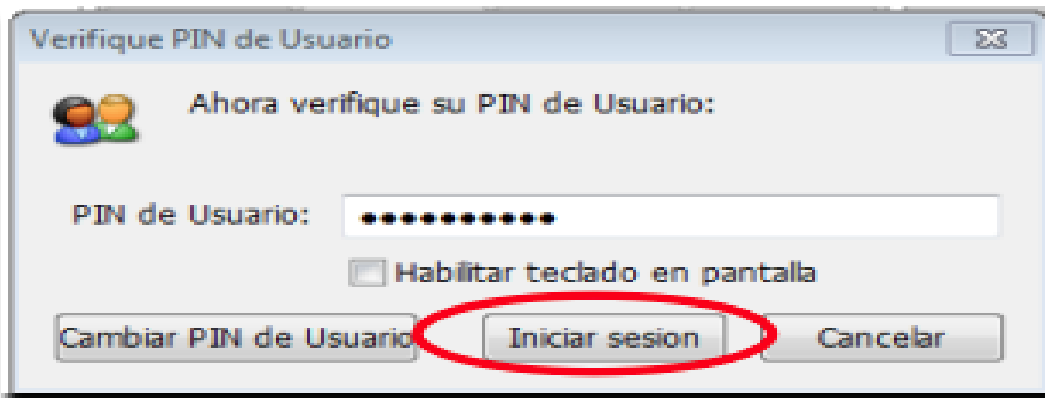 Verifique PIN de Usuario
Ahora verifique su PIN de Usuario:
PIN de Usuario: ●●●●●●●●●●
Habilitar teclado en pantalla
Cambiar PIN de Usuario Iniciar sesion Cancelar